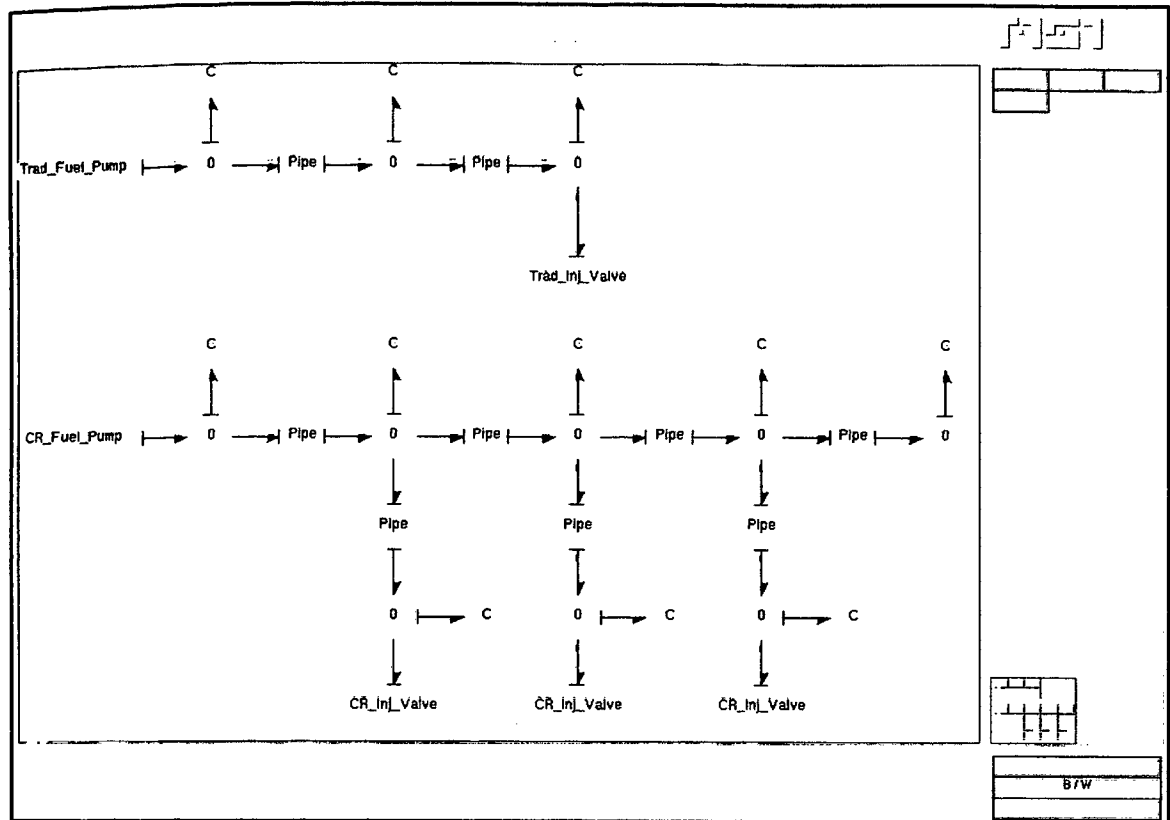 C C C
Trad_Fuel_Pump 0 Pipe 0 Pipe 0
Trad_Inj_Valve
C C C C C
CR_Fuel_Pump 0 Pipe 0 Pipe 0 Pipe 0 Pipe 0
Pipe Pipe Pipe
0 C 0 C 0 C
CR_Inj_Valve CR_Inj_Valve CR_Inj_Valve
B/W